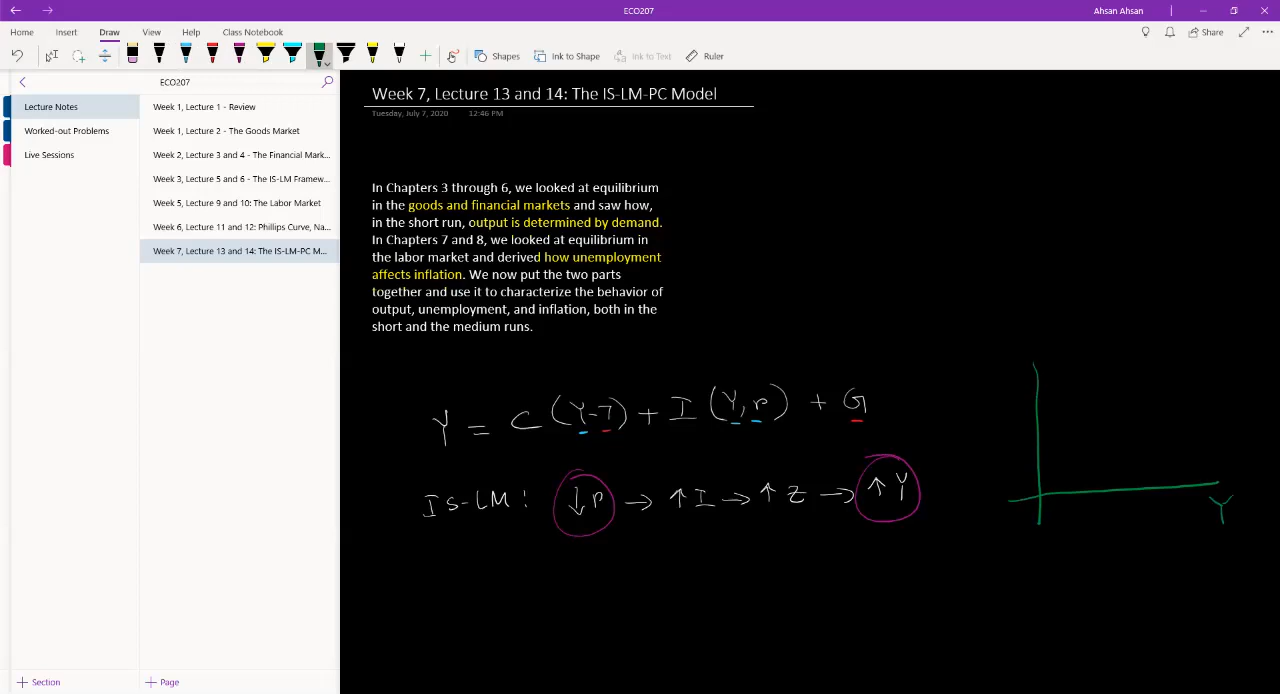 ECO207
Ahsan Ahsan
Home Insert Draw View Help Class Notebook
Share
Shapes Ink to Shape Ink to Text Ruler
ECO207
Lecture Notes
Worked-out Problems
Live Sessions
Week 1, Lecture 1 - Review
Week 1, Lecture 2 - The Goods Market
Week 2, Lecture 3 and 4 - The Financial Mark...
Week 3, Lecture 5 and 6 - The IS-LM Framew...
Week 5, Lecture 9 and 10: The Labor Market
Week 6, Lecture 11 and 12: Phillips Curve, Na...
Week 7, Lecture 13 and 14: The IS-LM-PC M...
Week 7, Lecture 13 and 14: The IS-LM-PC Model
Tuesday, July 7, 2020 12:46 PM
In Chapters 3 through 6, we looked at equilibrium
in the goods and financial markets and saw how,
in the short run, output is determined by demand.
In Chapters 7 and 8, we looked at equilibrium in
the labor market and derived how unemployment
affects inflation. We now put the two parts
together and use it to characterize the behavior of
output, unemployment, and inflation, both in the
short and the medium runs.
Y = C (Y-T) + I (Y, r) + G
IS-LM: ↓ r → ↑ I → ↑ Z → ↑ Y
Y
+ Section
+ Page